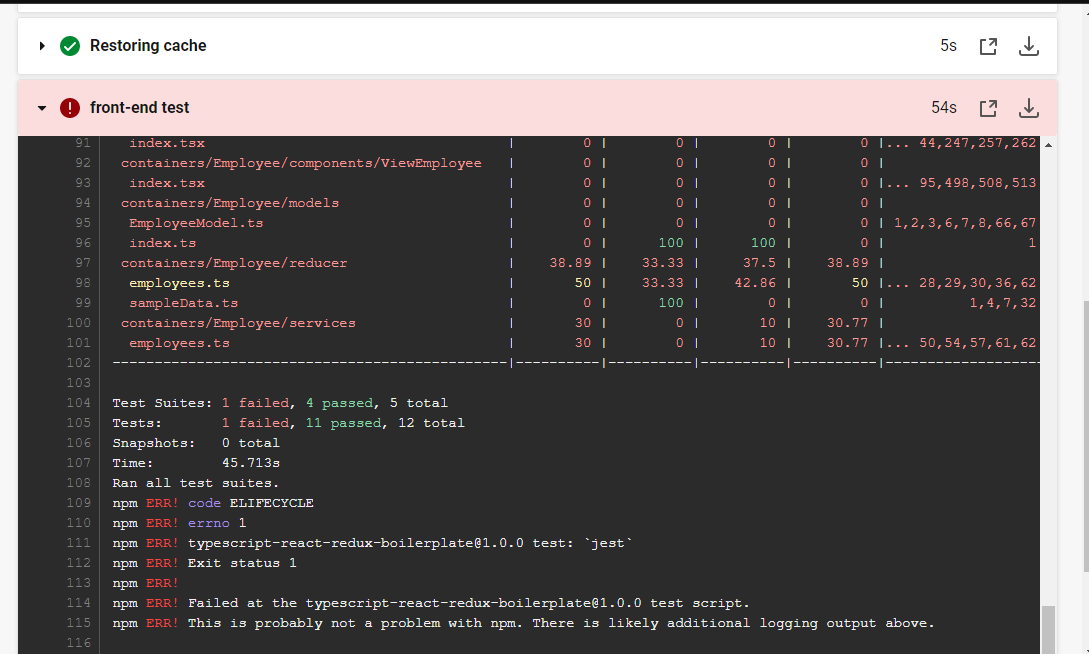 Restoring cache 5s
front-end test 54s
91 index.tsx | 0 | 0 | 0 | 0 |... 44,247,257,262
92 containers/Employee/components/ViewEmployee | 0 | 0 | 0 | 0 |
93 index.tsx | 0 | 0 | 0 | 0 |... 95,498,508,513
94 containers/Employee/models | 0 | 0 | 0 | 0 |
95 EmployeeModel.ts | 0 | 0 | 0 | 0 | 1,2,3,6,7,8,66,67
96 index.ts | 0 | 100 | 100 | 0 | 1
97 containers/Employee/reducer | 38.89 | 33.33 | 37.5 | 38.89 |
98 employees.ts | 50 | 33.33 | 42.86 | 50 |... 28,29,30,36,62
99 sampleData.ts | 0 | 100 | 0 | 0 | 1,4,7,32
100 containers/Employee/services | 30 | 0 | 10 | 30.77 |
101 employees.ts | 30 | 0 | 10 | 30.77 |... 50,54,57,61,62
102 -----------------------------------------------|----------|----------|----------|----------|-------------------
103
104 Test Suites: 1 failed, 4 passed, 5 total
105 Tests: 1 failed, 11 passed, 12 total
106 Snapshots: 0 total
107 Time: 45.713s
108 Ran all test suites.
109 npm ERR! code ELIFECYCLE
110 npm ERR! errno 1
111 npm ERR! typescript-react-redux-boilerplate@1.0.0 test: `jest`
112 npm ERR! Exit status 1
113 npm ERR!
114 npm ERR! Failed at the typescript-react-redux-boilerplate@1.0.0 test script.
115 npm ERR! This is probably not a problem with npm. There is likely additional logging output above.
116